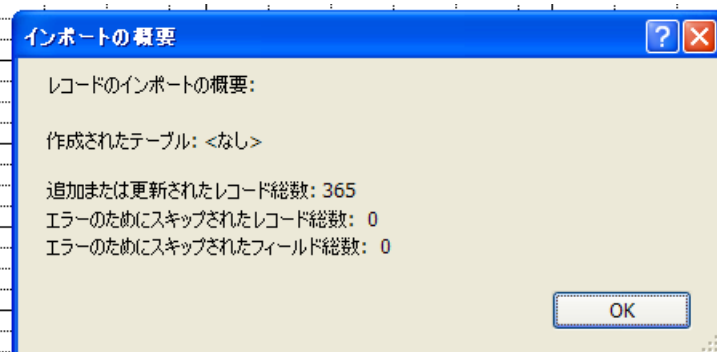 インポートの概要
レコードのインポートの概要:
作成されたテーブル: <なし>
追加または更新されたレコード総数: 365
エラーのためにスキップされたレコード総数: 0
エラーのためにスキップされたフィールド総数: 0
OK